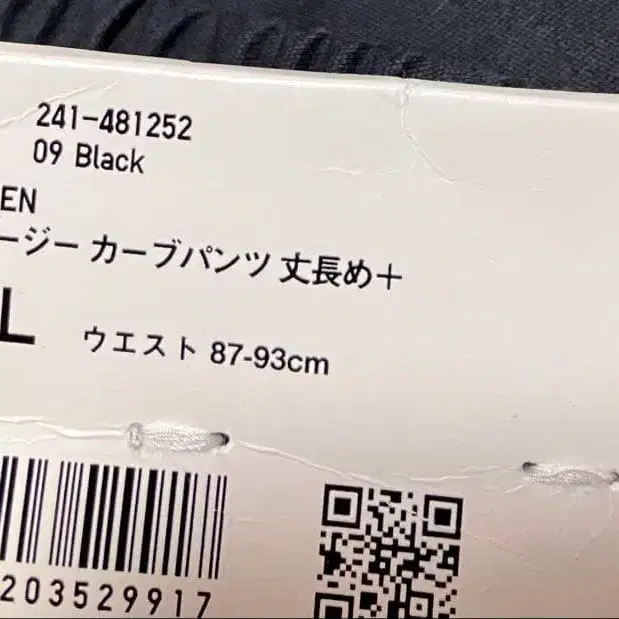 241-481252
09 Black
EN
ージー カーブパンツ 丈長め＋
L
ウエスト 87-93cm
203529917